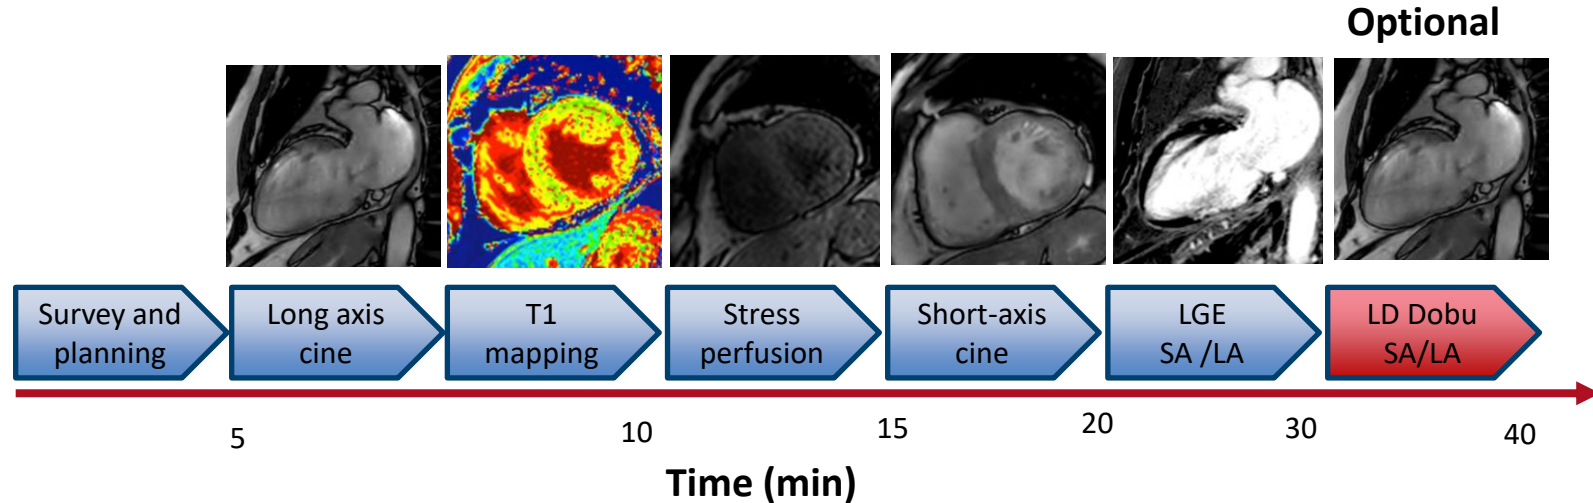 Optional
Survey and
planning
Long axis
cine
T1
mapping
Stress
perfusion
Short-axis
cine
LGE
SA /LA
LD Dobu
SA/LA
5
10
15
20
30
40
Time (min)